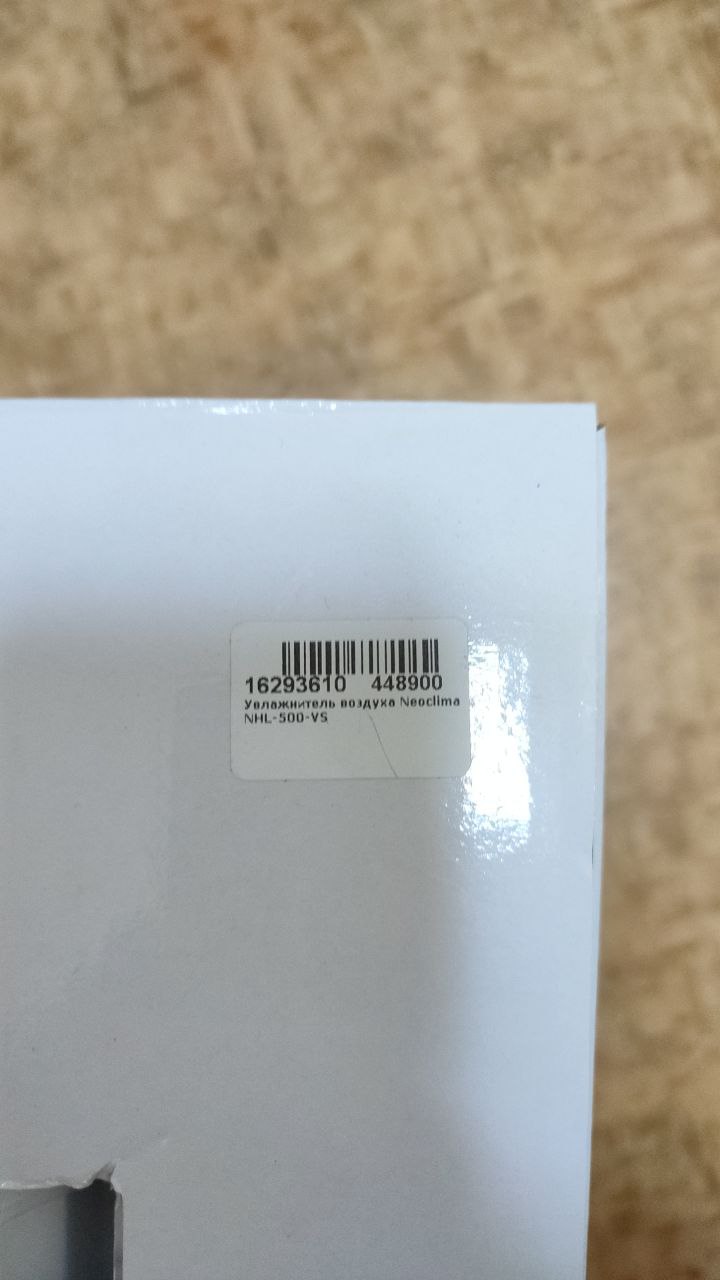 16293610 448900
Увлажнитель воздуха Neoclima
NHL-500-VS